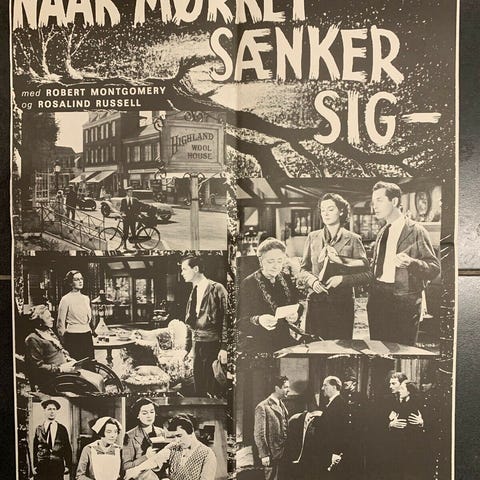 NAAR MØRKET
SÆNKER
SIG—
med ROBERT MONTGOMERY
og ROSALIND RUSSELL
HIGHLAND
WOOL
HOUSE